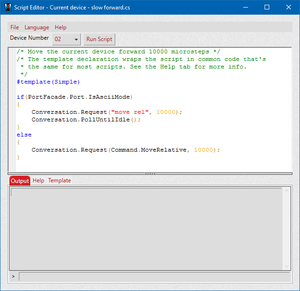 Script Editor - Current device - slow forward.cs
File Language Help
Device Number 02 Run Script
/* Move the current device forward 10000 microsteps */
/* The template declaration wraps the script in common code that's
* the same for most scripts. See the Help tab for more info.
*/
#template(Simple)
if(PortFacade.Port.IsAsciiMode)
{
Conversation.Request("move rel", 10000);
Conversation.PollUntilIdle();
}
else
{
Conversation.Request(Command.MoveRelative, 10000);
}
Output Help Template
>